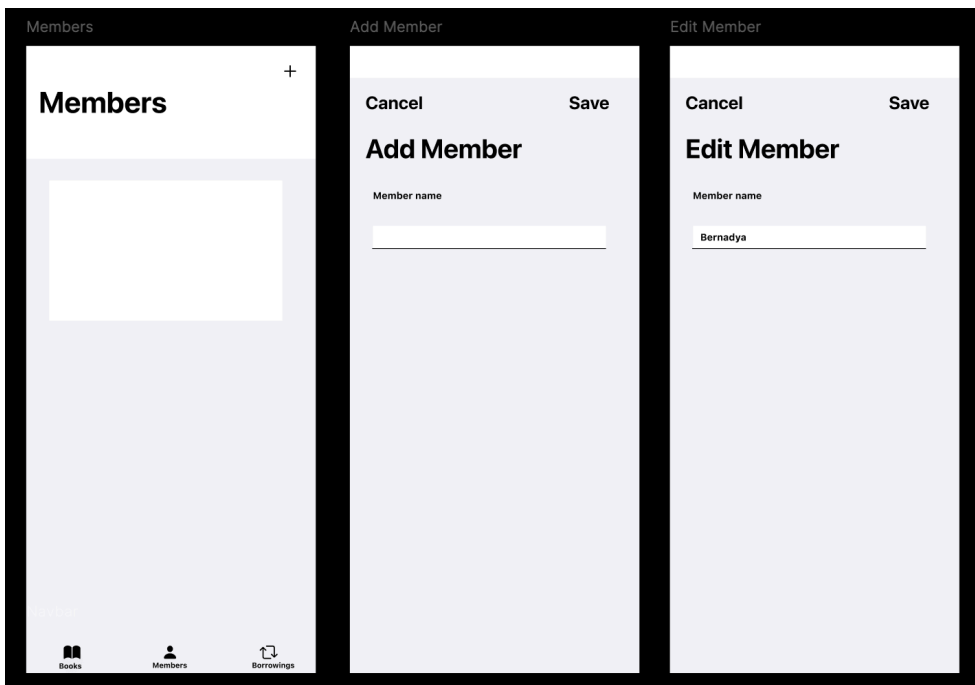 Members
Members
Books
Members
Borrowings
Add Member
Cancel
Save
Add Member
Member name
Edit Member
Cancel
Save
Edit Member
Member name
Bernadya